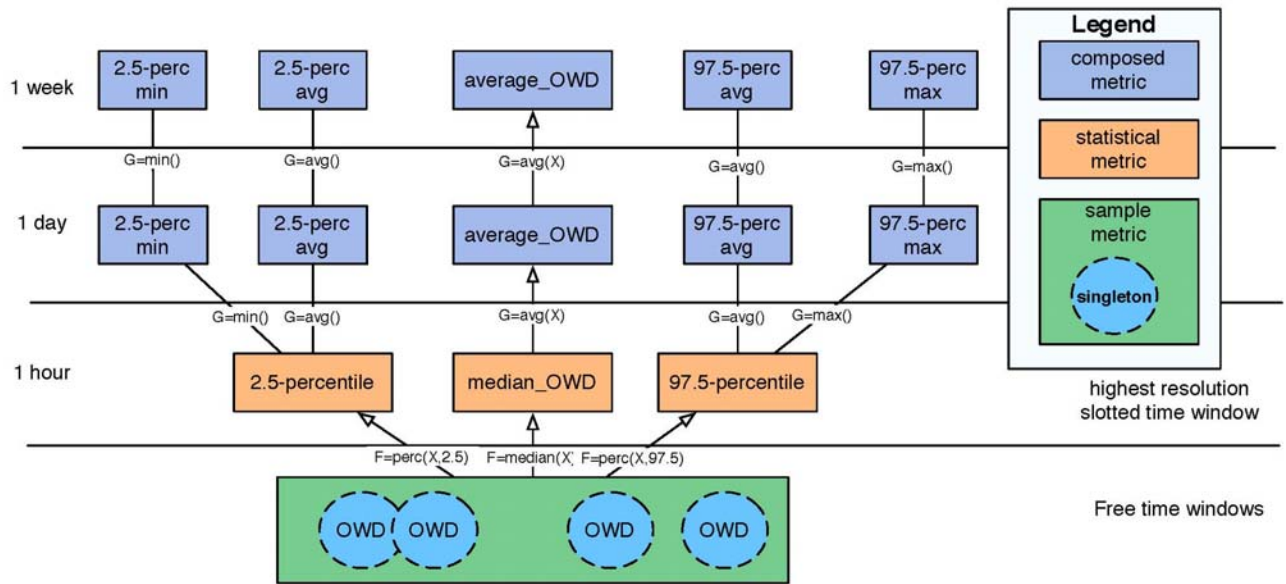 Legend
composed
metric
statistical
metric
sample
metric
singleton
1 week
2.5-perc
min
2.5-perc
avg
average_OWD
97.5-perc
avg
97.5-perc
max
G=min()
G=avg()
G=avg(X)
G=avg()
G=max()
1 day
2.5-perc
min
2.5-perc
avg
average_OWD
97.5-perc
avg
97.5-perc
max
G=min()
G=avg()
G=avg(X)
G=avg()
G=max()
1 hour
2.5-percentile
median_OWD
97.5-percentile
highest resolution
slotted time window
F=perc(X,2.5)
F=median(X)
F=perc(X,97.5)
OWD
OWD
OWD
OWD
Free time windows